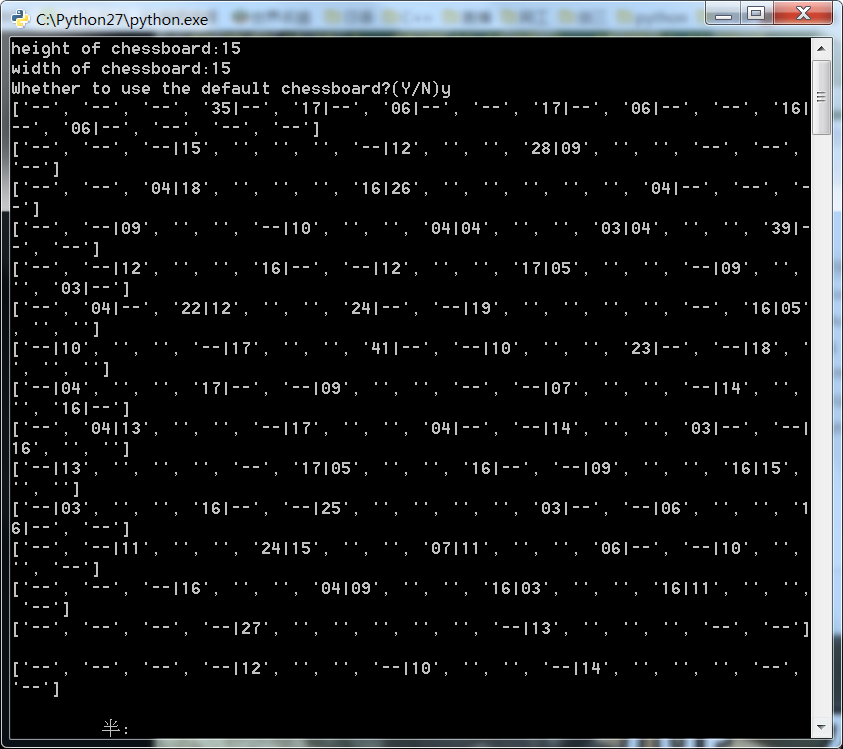 C:\Python27\python.exe
height of chessboard:15
width of chessboard:15
Whether to use the default chessboard?(Y/N)y
['--', '--', '--', '35|--', '17|--', '06|--', '--', '17|--', '06|--', '--', '16|
--', '06|--', '--', '--', '--']
['--', '--', '--|15', '', '', '', '--|12', '', '', '28|09', '', '', '--', '--',
'--']
['--', '--', '04|18', '', '', '16|26', '', '', '', '', '', '04|--', '--', '--', '-
-']
['--', '--|09', '', '', '--|10', '', '', '04|04', '', '', '03|04', '', '', '39|-
-', '--']
['--', '--|12', '', '', '16|--', '--|12', '', '', '17|05', '', '', '--|09', '',
'', '03|--']
['--', '04|--', '22|12', '', '', '24|--', '--|19', '', '', '', '', '--', '16|05'
, '', '']
['--|10', '', '', '--|17', '', '', '41|--', '--|10', '', '', '23|--', '--|18', '
', '', '']
['--|04', '', '', '17|--', '--|09', '', '', '', '--|07', '', '', '--|14', '',
'', '16|--']
['--', '04|13', '', '', '--|17', '', '', '04|--', '--|14', '', '', '03|--', '--|
16', '', '']
['--|13', '', '', '', '--', '17|05', '', '', '16|--', '--|09', '', '', '16|15',
'', '']
['--|03', '', '', '16|--', '--|25', '', '', '', '', '03|--', '--|06', '', '', '1
6|--', '--']
['--', '--|11', '', '', '24|15', '', '', '07|11', '', '', '06|--', '--|10', '',
'', '--']
['--', '--', '--|16', '', '', '04|09', '', '', '16|03', '', '', '16|11', '', '',
'--']
['--', '--', '--', '--|27', '', '', '', '', '', '--|13', '', '', '', '--', '--']
['--', '--', '--', '--|12', '', '', '--|10', '', '', '--|14', '', '', '', '--',
'--']
半: